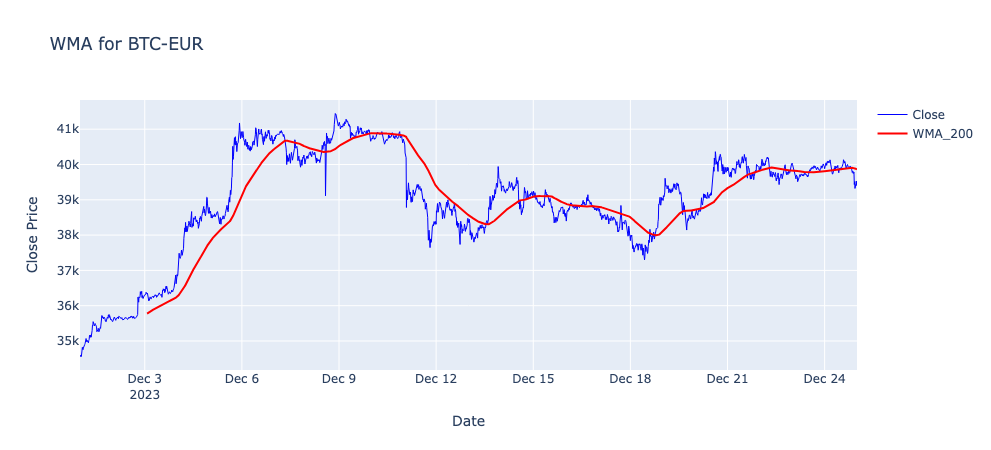 WMA for BTC-EUR
Close
WMA_200
Close Price
41k
40k
39k
38k
37k
36k
35k
Dec 3
2023
Dec 6
Dec 9
Dec 12
Dec 15
Dec 18
Dec 21
Dec 24
Date